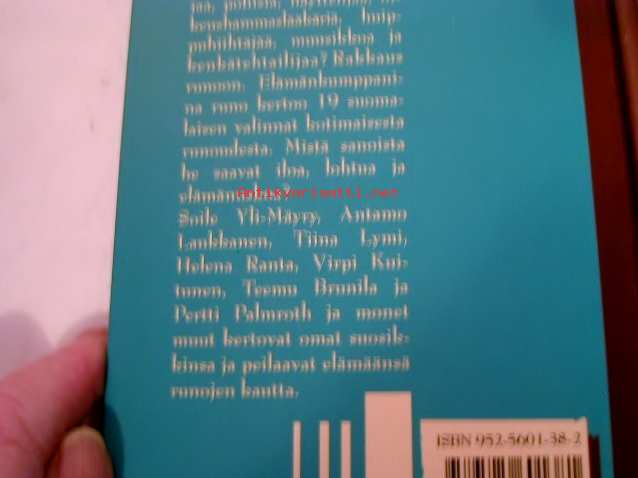 keushammaslääkäriä, huip-
puhiihtäjää, muusikkoa ja
kenkätehtailijaa? Rakkaus
runoon. Elämänkumppani-
na runo kertoo 19 suoma-
laisen valinnat kotimaisesta
runoudesta. Mistä sanoista
he saavat iloa, lohtua ja
Antikvariaatti.net
Soile Yli-Mäyry, Antamo
Laukkanen, Tiina Lymi,
Helena Ranta, Virpi Kui-
tunen, Teemu Brunila ja
Pertti Palmroth ja monet
muut kertovat omat suosik-
kinsa ja peilaavat elämäänsä
runojen kautta.
ISBN 952-5601-38-2